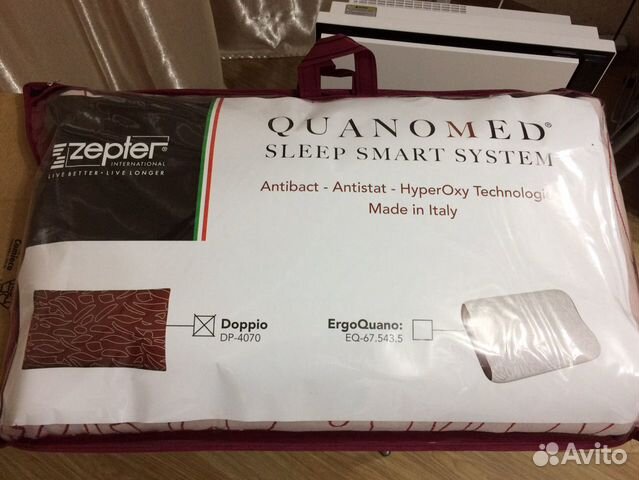 zepter®
INTERNATIONAL
LIVE BETTER • LIVE LONGER
QUANOMED®
SLEEP SMART SYSTEM
Antibact - Antistat - HyperOxy
Made in Italy
Doppio
DP-4070
ErgoQuano:
EQ-67.543.5
Avito